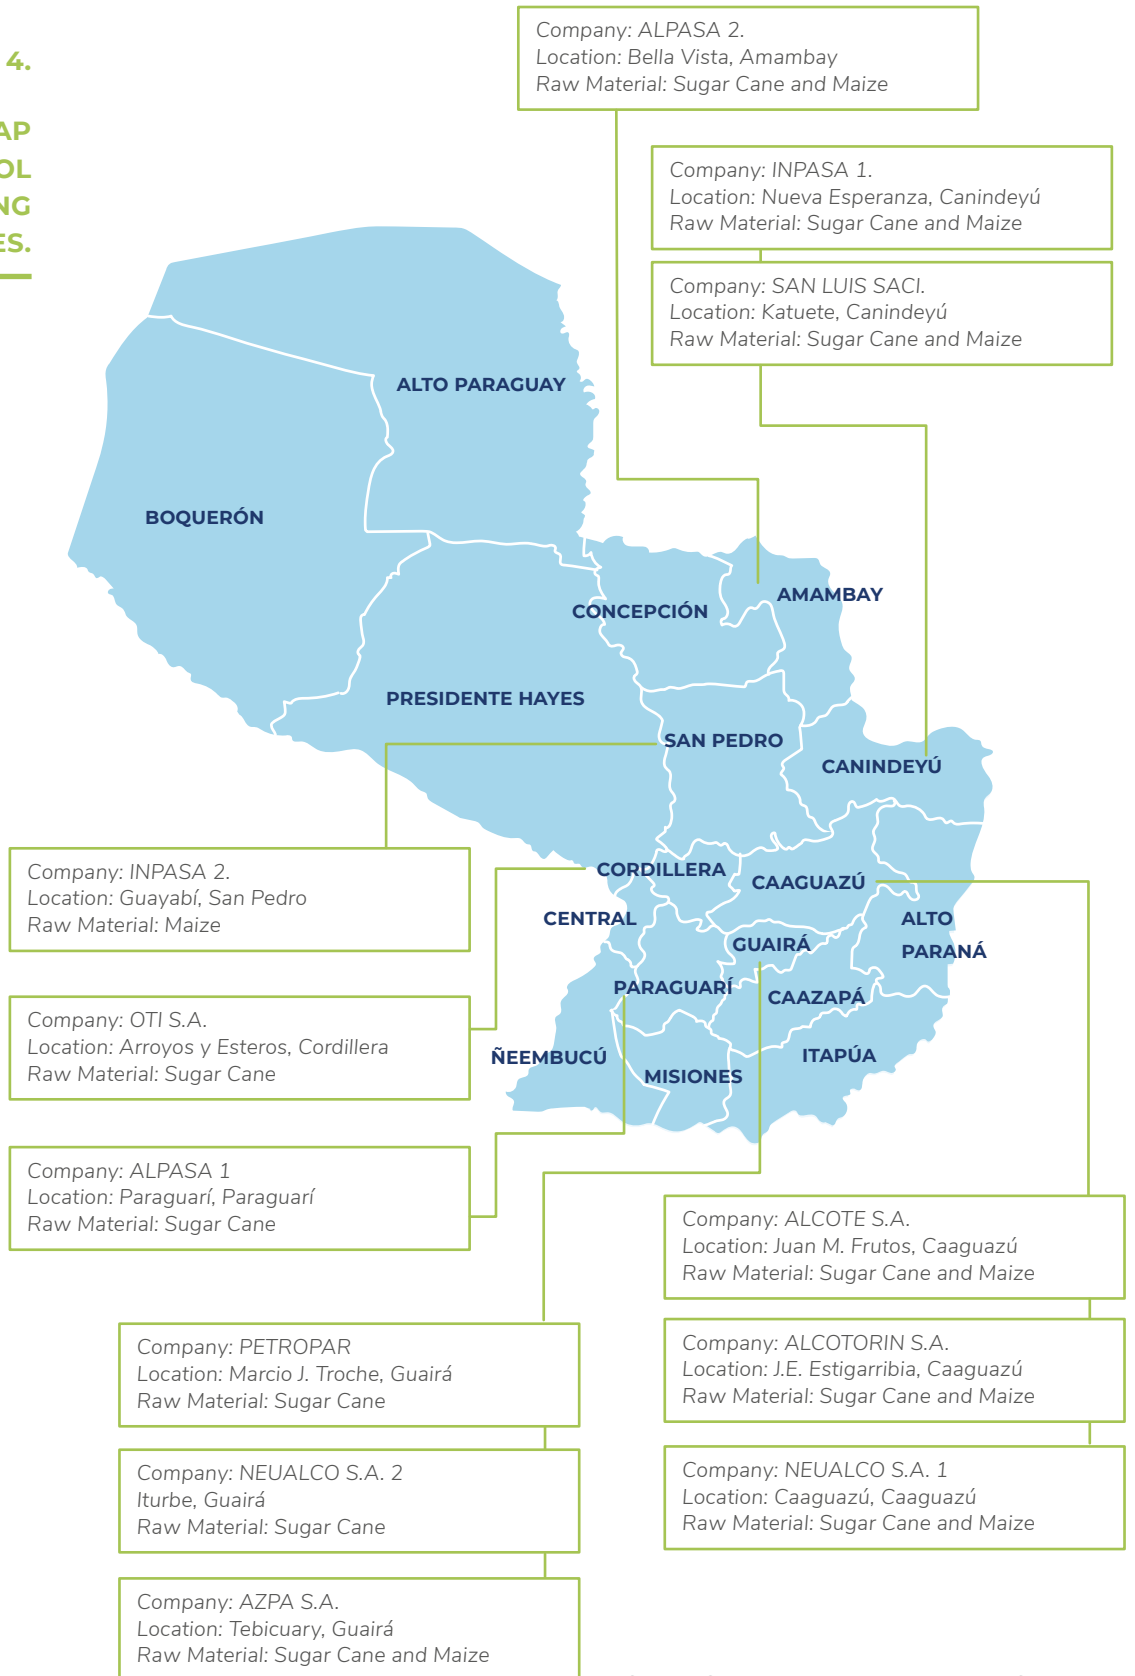 4.
AP
OL
NG
ES.
Company: ALPASA 2.
Location: Bella Vista, Amambay
Raw Material: Sugar Cane and Maize
Company: INPASA 1.
Location: Nueva Esperanza, Canindeyú
Raw Material: Sugar Cane and Maize
Company: SAN LUIS SACI.
Location: Katuete, Canindeyú
Raw Material: Sugar Cane and Maize
ALTO PARAGUAY
BOQUERÓN
AMAMBAY
CONCEPCIÓN
PRESIDENTE HAYES
SAN PEDRO
CANINDEYÚ
CORDILLERA
CAAGUAZÚ
CENTRAL
ALTO
PARANÁ
GUAIRÁ
PARAGUARÍ
CAAZAPÁ
ÑEEMBUCÚ
ITAPÚA
MISIONES
Company: INPASA 2.
Location: Guayabí, San Pedro
Raw Material: Maize
Company: OTI S.A.
Location: Arroyos y Esteros, Cordillera
Raw Material: Sugar Cane
Company: ALPASA 1
Location: Paraguarí, Paraguarí
Raw Material: Sugar Cane
Company: ALCOTE S.A.
Location: Juan M. Frutos, Caaguazú
Raw Material: Sugar Cane and Maize
Company: ALCOTORIN S.A.
Location: J.E. Estigarribia, Caaguazú
Raw Material: Sugar Cane and Maize
Company: NEUALCO S.A. 1
Location: Caaguazú, Caaguazú
Raw Material: Sugar Cane and Maize
Company: PETROPAR
Location: Marcio J. Troche, Guairá
Raw Material: Sugar Cane
Company: NEUALCO S.A. 2
Iturbe, Guairá
Raw Material: Sugar Cane
Company: AZPA S.A.
Location: Tebicuary, Guairá
Raw Material: Sugar Cane and Maize